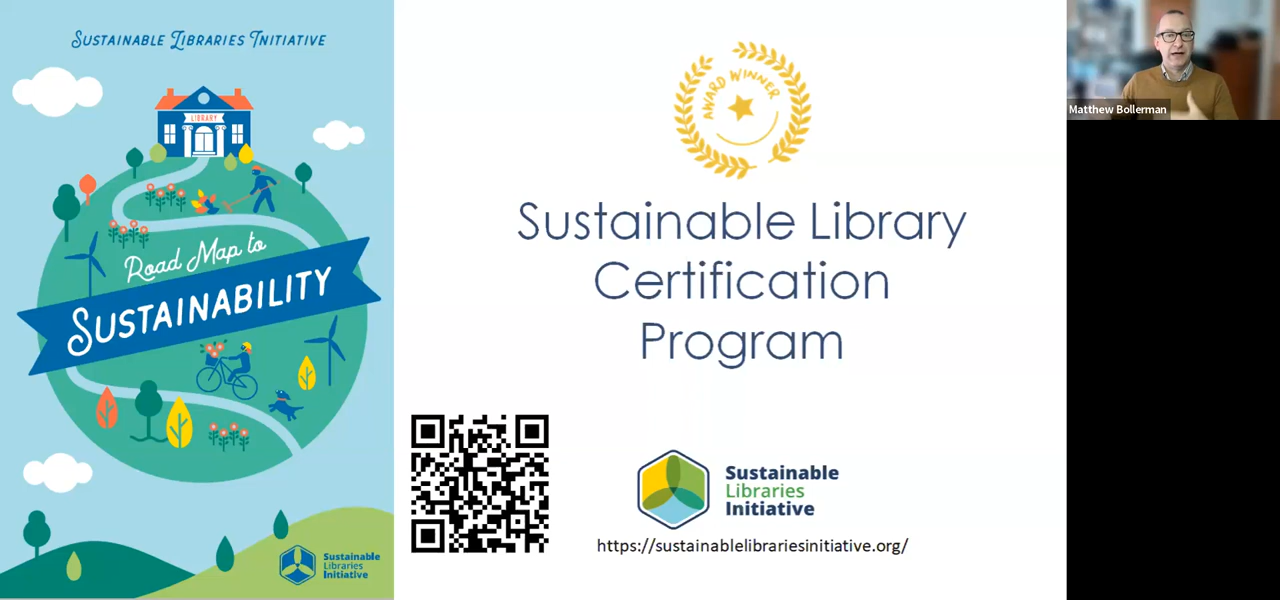 SUSTAINABLE LIBRARIES INITIATIVE
LIBRARY
Road Map to
SUSTAINABILITY
Sustainable
Libraries
Initiative
AWARD WINNER
Sustainable Library
Certification
Program
Sustainable
Libraries
Initiative
https://sustainablelibrariesinitiative.org/
Matthew Bollerman